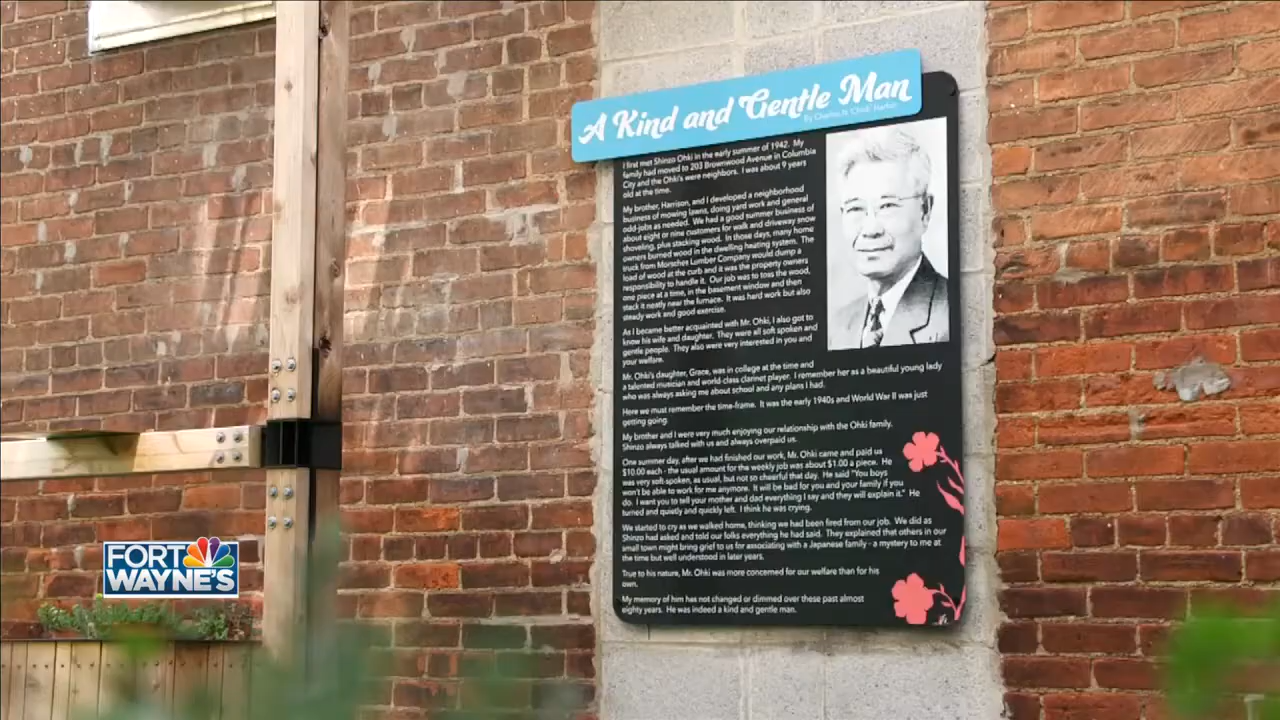 A Kind and Gentle Man
I first met Shinzo Ohki in the early summer of 1942. My
family had moved to 203 Brownwood Avenue in Columbia
City and the Ohki's were neighbors. I was about 9 years
old at the time.
My brother, Harrison, and I developed a neighborhood
business of mowing lawns, doing yard work and general
odd-jobs as needed. We had a good summer business of
about eight or nine customers for walk and driveway snow
shoveling, plus stacking wood. In those days, many home
owners burned wood in the dwelling heating system. The
truck from Morsches Lumber Company would dump a
load of wood at the curb and it was the property owners
responsibility to handle it. Our job was to toss the wood,
one piece at a time, in the basement window and then
stack it neatly near the furnace. It was hard work but also
steady work and good exercise.
As I became better acquainted with Mr. Ohki, I also got to
know his wife and daughter. They were all soft spoken and
gentle people. They also were very interested in you and
your welfare.
Mr. Ohki's daughter, Grace, was in college at the time and
a talented musician and world-class clarinet player. I remember her as a beautiful young lady
who was always asking me about school and any plans I had.
Here we must remember the time-frame. It was the early 1940s and World War II was just
getting going.
My brother and I were very much enjoying our relationship with the Ohki family.
Shinzo always talked with us and always overpaid us.
One summer day, after we had finished our work, Mr. Ohki came and paid us
$10.00 each - the usual amount for the weekly job was about $1.00 a piece. He
was very soft-spoken, as usual, but not so cheerful that day. He said "You boys
won't be able to work for me anymore. It will be bad for you and your family if you
do. I want you to tell your mother and dad everything I say and they will explain it." He
turned and quietly and quickly left. I think he was crying.
We started to cry as we walked home, thinking we had been fired from our job. We did as
Shinzo had asked and told our folks everything he had said. They explained that others in our
small town might bring grief to us for associating with a Japanese family - a mystery to me at
the time but well understood in later years.
True to his nature, Mr. Ohki was more concerned for our welfare than for his
own.
My memory of him has not changed or dimmed over these past almost
eighty years. He was indeed a kind and gentle man.
FORT
WAYNE'S